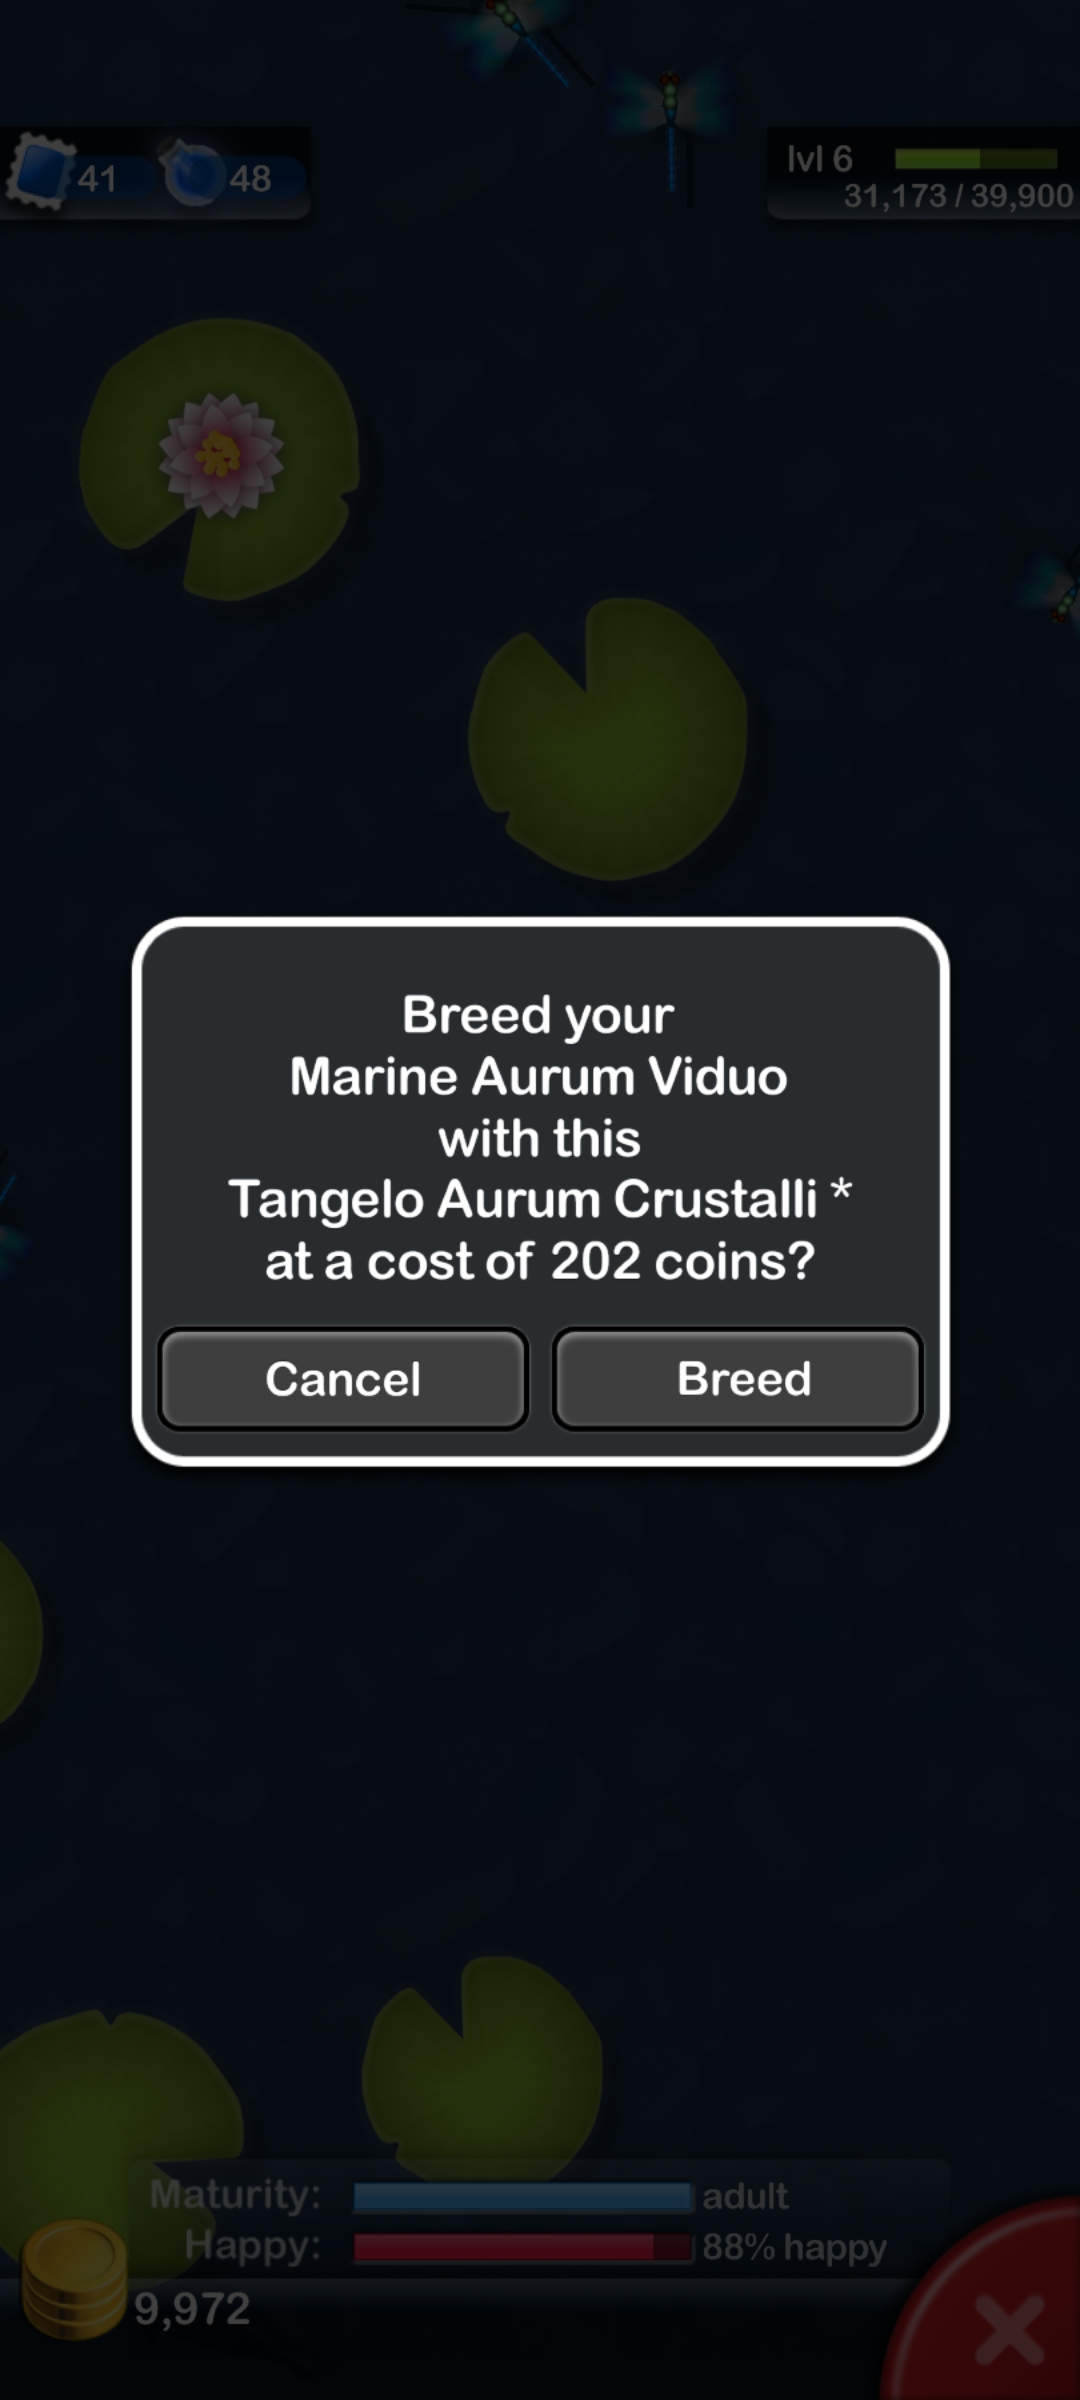 41
48
lvl 6
31,173 / 39,900
Breed your
Marine Aurum Viduo
with this
Tangelo Aurum Crustalli *
at a cost of 202 coins?
Cancel
Breed
Maturity:
adult
Happy:
88% happy
9,972